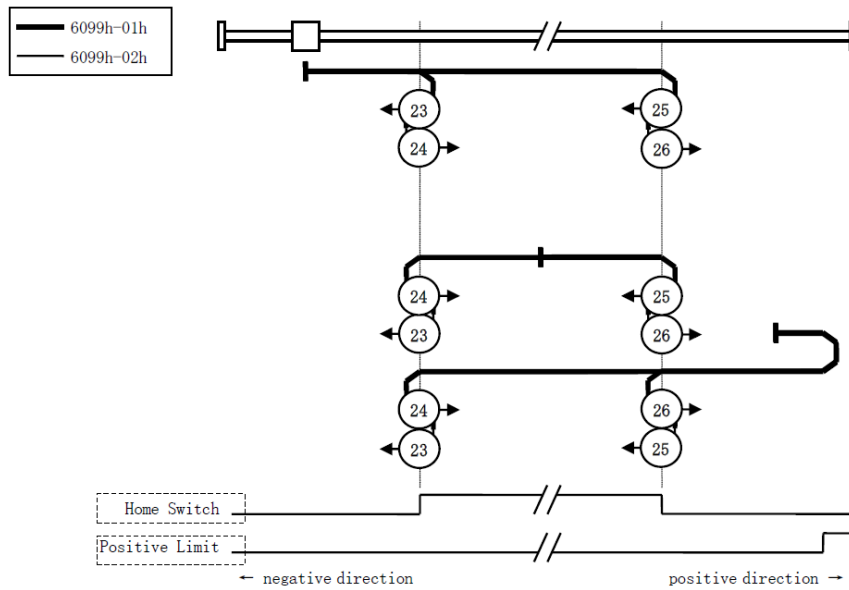 6099h-01h
6099h-02h
23
25
24
26
24
25
23
26
24
26
23
25
Home Switch
Positive Limit
← negative direction
positive direction →